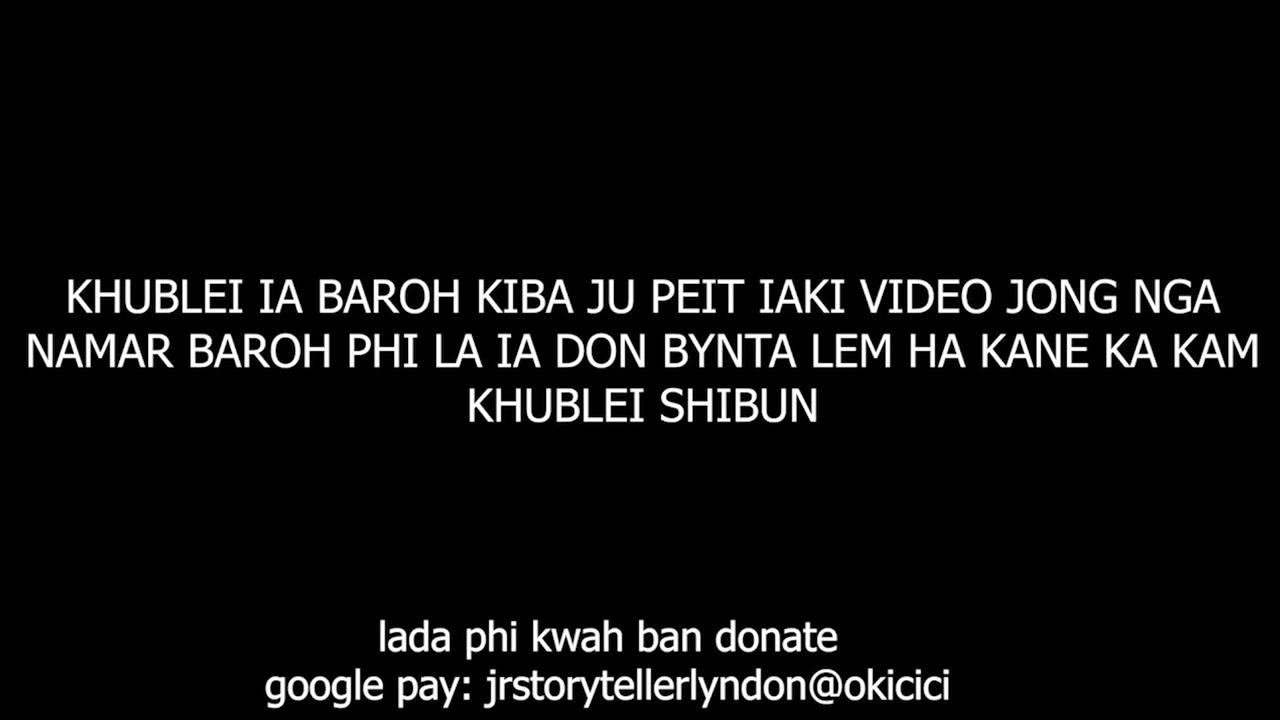 KHUBLEI IA BAROH KIBA JU PEIT IAKI VIDEO JONG NGA
NAMAR BAROH PHI LA IA DON BYNTA LEM HA KANE KA KAM
KHUBLEI SHIBUN
lada phi kwah ban donate
google pay: jrstorytellerlyndon@okicici